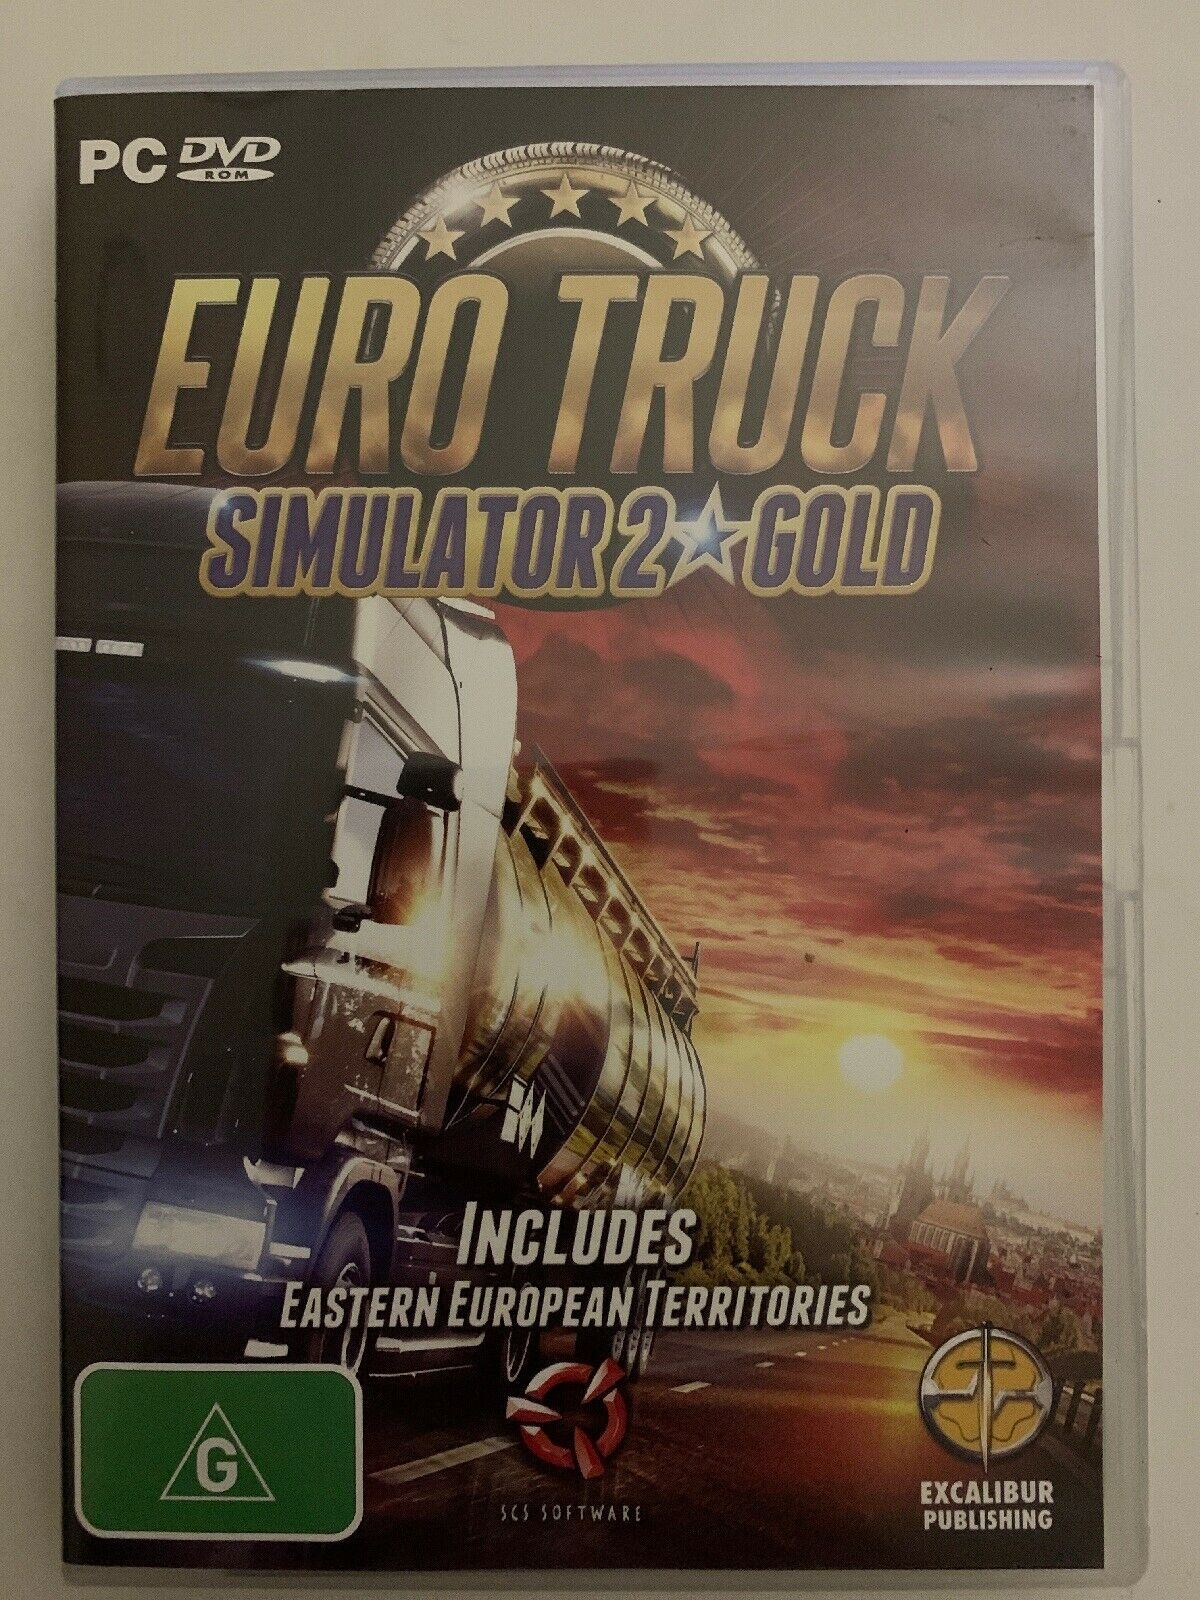 PC DVD
ROM
EURO TRUCK
SIMULATOR 2 GOLD
INCLUDES
EASTERN EUROPEAN TERRITORIES
G
SCS SOFTWARE
EXCALIBUR
PUBLISHING